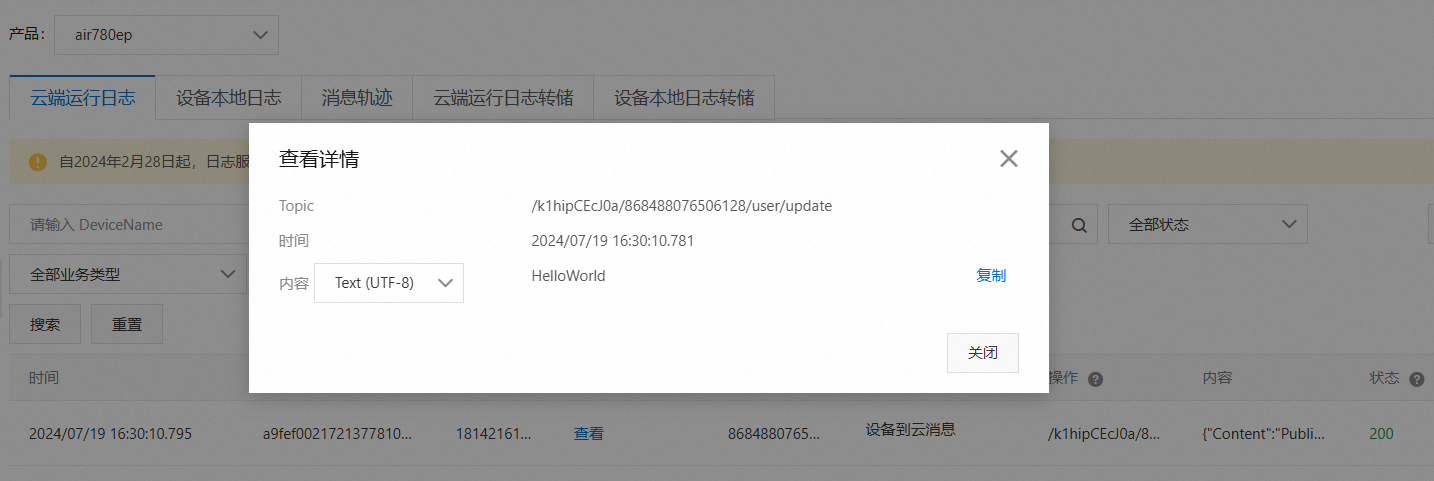 产品： air780ep
云端运行日志 设备本地日志 消息轨迹 云端运行日志转储 设备本地日志转储
自2024年2月28日起，日志服
查看详情
Topic /k1hipCEcJ0a/868488076506128/user/update
请输入 DeviceName 全部状态
时间 2024/07/19 16:30:10.781
全部业务类型 内容 Text (UTF-8) HelloWorld 复制
搜索 重置
关闭
时间 操作 内容 状态
2024/07/19 16:30:10.795 a9fef0021721377810... 18142161... 查看 8684880765... 设备到云消息 /k1hipCEcJ0a/8... {"Content":"Publi... 200